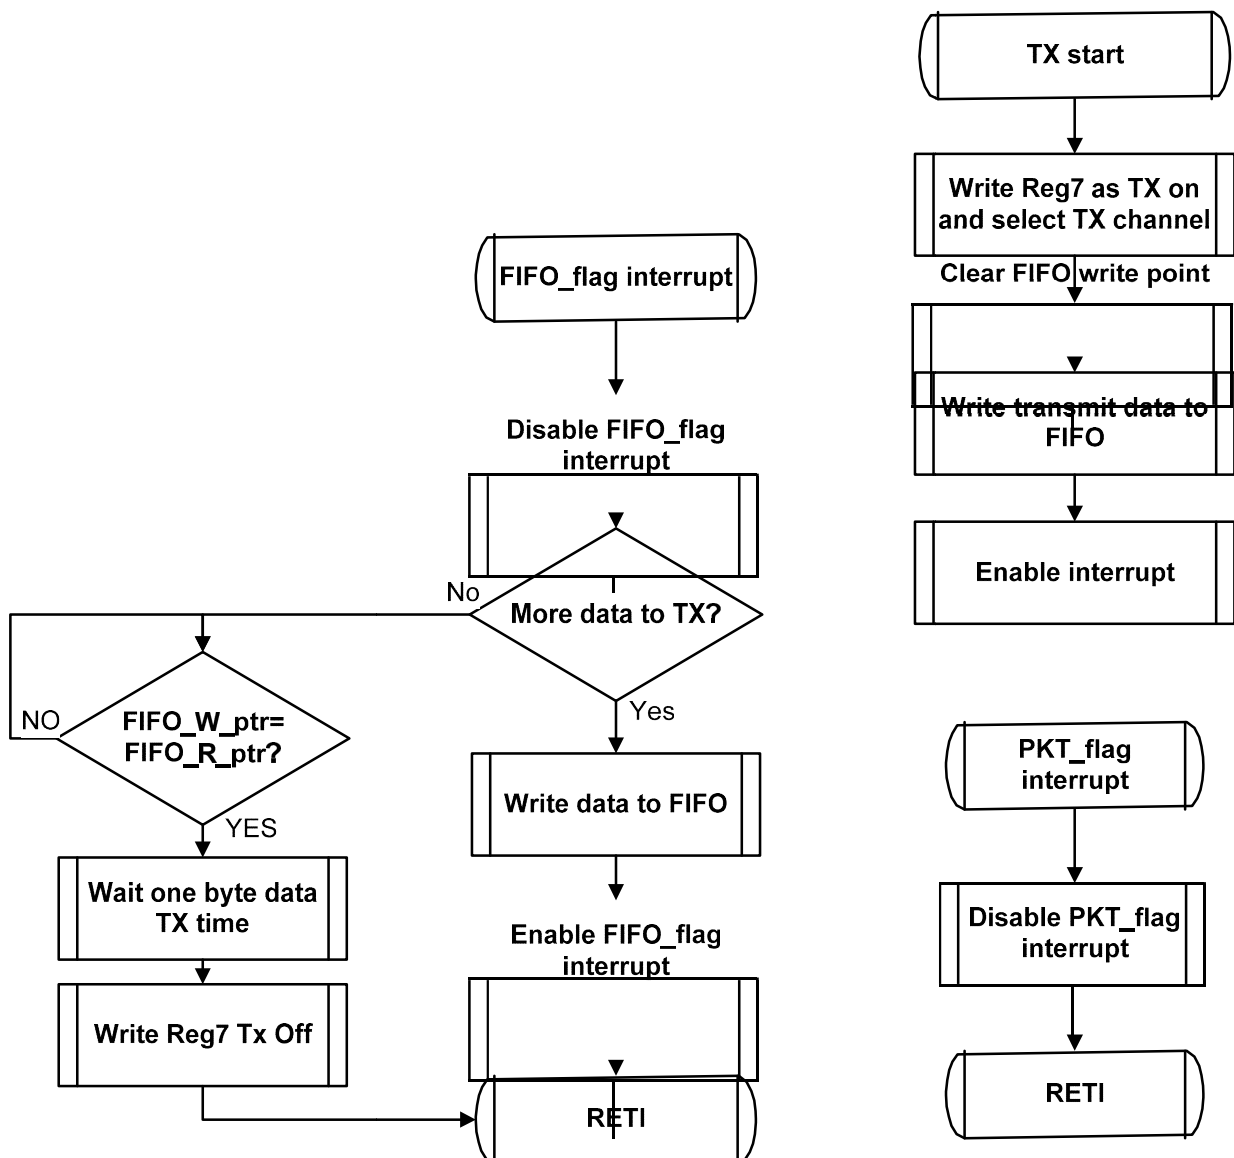 TX start
Write Reg7 as TX on
and select TX channel
Clear FIFO write point
Write transmit data to
FIFO
Enable interrupt
FIFO_flag interrupt
Disable FIFO_flag
interrupt
More data to TX?
No
Yes
FIFO_W_ptr=
FIFO_R_ptr?
NO
YES
Wait one byte data
TX time
Write Reg7 Tx Off
Write data to FIFO
Enable FIFO_flag
interrupt
RETI
PKT_flag
interrupt
Disable PKT_flag
interrupt
RETI